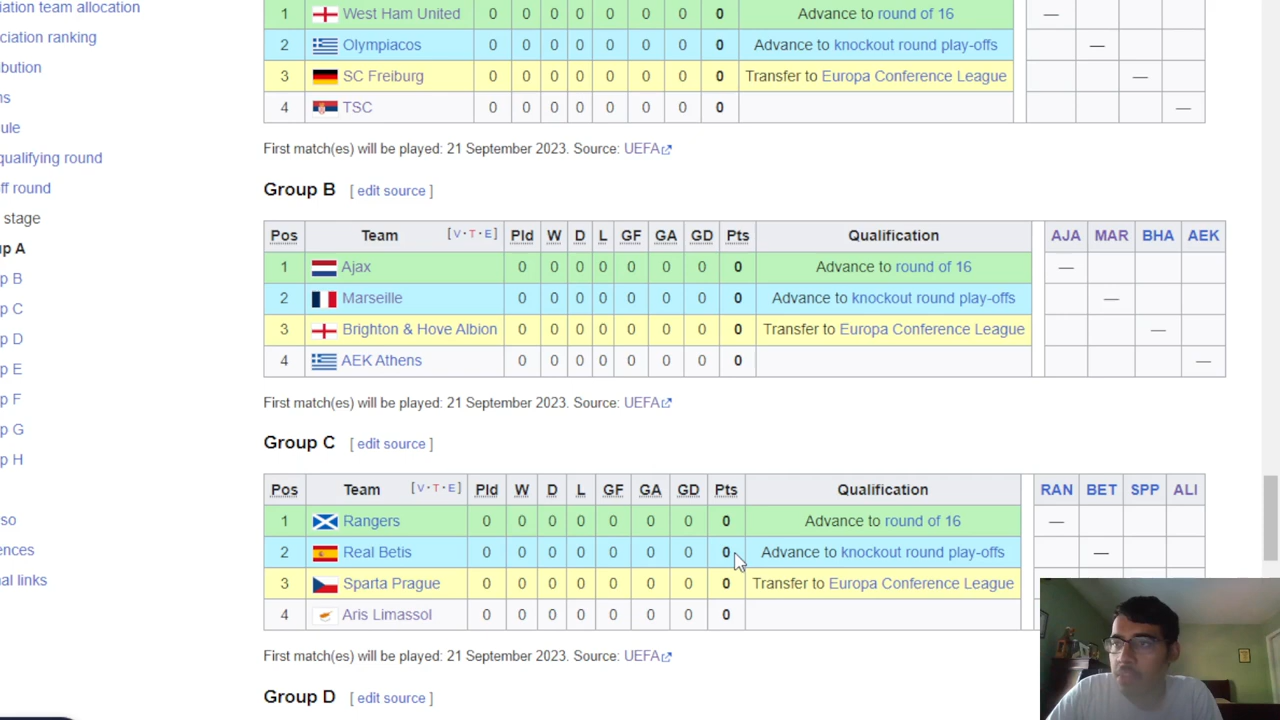 iation team allocation
ciation ranking
ibution
ns
ule
qualifying round
ff round
stage
up A
p B
p C
p D
p E
p F
p G
p H
so
ences
nal links
1 West Ham United 0 0 0 0 0 0 0 0 Advance to round of 16 —
2 Olympiacos 0 0 0 0 0 0 0 0 Advance to knockout round play-offs —
3 SC Freiburg 0 0 0 0 0 0 0 0 Transfer to Europa Conference League —
4 TSC 0 0 0 0 0 0 0 0 —
First match(es) will be played: 21 September 2023. Source: UEFA
Group B [ edit source ]
Pos Team [V·T·E] Pld W D L GF GA GD Pts Qualification AJA MAR BHA AEK
1 Ajax 0 0 0 0 0 0 0 0 Advance to round of 16 —
2 Marseille 0 0 0 0 0 0 0 0 Advance to knockout round play-offs —
3 Brighton & Hove Albion 0 0 0 0 0 0 0 0 Transfer to Europa Conference League —
4 AEK Athens 0 0 0 0 0 0 0 0 —
First match(es) will be played: 21 September 2023. Source: UEFA
Group C [ edit source ]
Pos Team [V·T·E] Pld W D L GF GA GD Pts Qualification RAN BET SPP ALI
1 Rangers 0 0 0 0 0 0 0 0 Advance to round of 16 —
2 Real Betis 0 0 0 0 0 0 0 0 Advance to knockout round play-offs —
3 Sparta Prague 0 0 0 0 0 0 0 0 Transfer to Europa Conference League
4 Aris Limassol 0 0 0 0 0 0 0 0
First match(es) will be played: 21 September 2023. Source: UEFA
Group D [ edit source ]